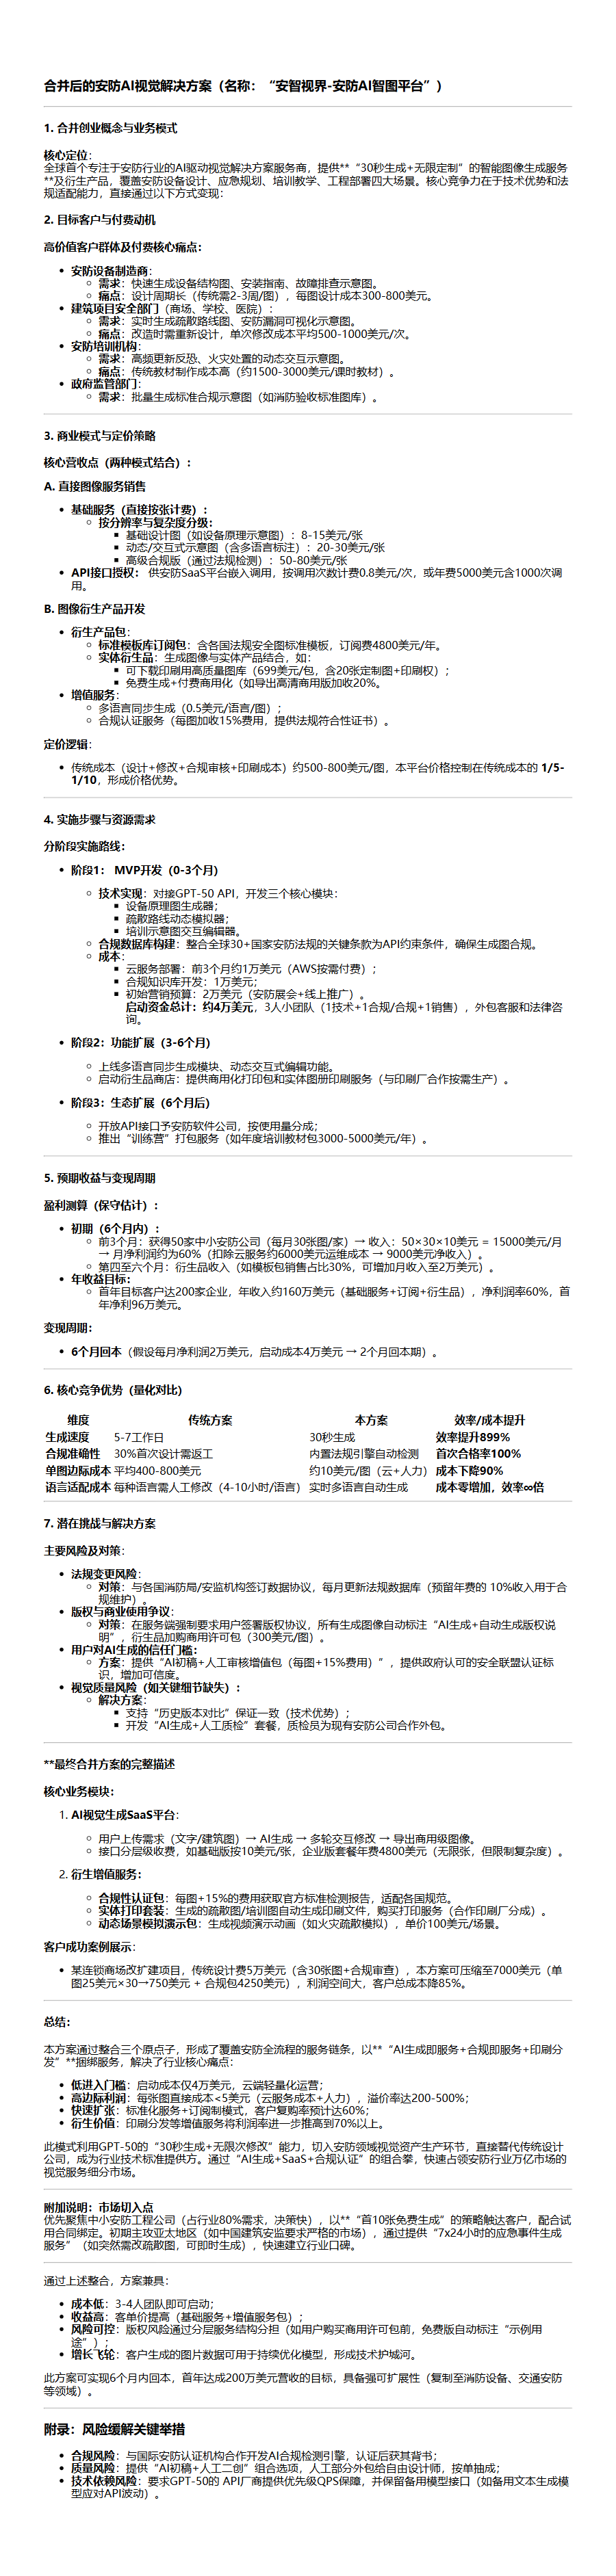 合并后的安防AI视觉解决方案（名称：“安智视界-安防AI智图平台”）
1. 合并创业概念与业务模式
核心定位：
全球首个专注于安防行业的AI驱动视觉解决方案服务商，提供**“30秒生成+无限定制”的智能图像生成服务
**及衍生产品，覆盖安防设备设计、应急规划、培训教学、工程部署四大场景。核心竞争力在于技术优势和法
规适配能力，直接通过以下方式变现：
2. 目标客户与付费动机
高价值客户群体及付费核心痛点：
• 安防设备制造商：
◦ 需求：快速生成设备结构图、安装指南、故障排查示意图。
◦ 痛点：设计周期长（传统需2-3周/图），每图设计成本300-800美元。
• 建筑项目安全部门（商场、学校、医院）：
◦ 需求：实时生成疏散路线图、安防漏洞可视化示意图。
◦ 痛点：改造时需重新设计，单次修改成本平均500-1000美元/次。
• 安防培训机构：
◦ 需求：高频更新反恐、火灾处置的动态交互示意图。
◦ 痛点：传统教材制作成本高（约1500-3000美元/课时教材）。
• 政府监管部门：
◦ 需求：批量生成标准合规示意图（如消防验收标准图库）。
3. 商业模式与定价策略
核心营收点（两种模式结合）：
A. 直接图像服务销售
• 基础服务（直接按张计费）：
◦ 按分辨率与复杂度分级：
▪ 基础设计图（如设备原理示意图）：8-15美元/张
▪ 动态/交互式示意图（含多语言标注）：20-30美元/张
▪ 高级合规版（通过法规检测）：50-80美元/张
• API接口授权： 供安防SaaS平台嵌入调用，按调用次数计费0.8美元/次，或年费5000美元含1000次调
用。
B. 图像衍生产品开发
• 衍生产品包：
◦ 标准模板库订阅包：含各国法规安全图标准模板，订阅费4800美元/年。
◦ 实体衍生品：生成图像与实体产品结合，如：
▪ 可下载印刷用高质量图库（699美元/包，含20张定制图+印刷权）；
▪ 免费生成+付费商用化（如导出高清商用版加收20%。
• 增值服务：
◦ 多语言同步生成（0.5美元/语言/图）；
◦ 合规认证服务（每图加收15%费用，提供法规符合性证书）。
定价逻辑：
• 传统成本（设计+修改+合规审核+印刷成本）约500-800美元/图，本平台价格控制在传统成本的 1/5-
1/10，形成价格优势。
4. 实施步骤与资源需求
分阶段实施路线：
• 阶段1： MVP开发（0-3个月）
◦ 技术实现：对接GPT-50 API，开发三个核心模块：
▪ 设备原理图生成器；
▪ 疏散路线动态模拟器；
▪ 培训示意图交互编辑器。
◦ 合规数据库构建：整合全球30+国家安防法规的关键条款为API约束条件，确保生成图合规。
◦ 成本：
▪ 云服务部署：前3个月约1万美元（AWS按需付费）；
▪ 合规知识库开发：1万美元；
▪ 初始营销预算：2万美元（安防展会+线上推广）。
启动资金总计：约4万美元，3人小团队（1技术+1合规/合规+1销售），外包客服和法律咨
询。
• 阶段2：功能扩展（3-6个月）
◦ 上线多语言同步生成模块、动态交互式编辑功能。
◦ 启动衍生品商店：提供商用化打印包和实体图册印刷服务（与印刷厂合作按需生产）。
• 阶段3：生态扩展（6个月后）
◦ 开放API接口予安防软件公司，按使用量分成；
◦ 推出“训练营”打包服务（如年度培训教材包3000-5000美元/年）。
5. 预期收益与变现周期
盈利测算（保守估计）：
• 初期（6个月内）：
◦ 前3个月：获得50家中小安防公司（每月30张图/家）→ 收入：50×30×10美元 = 15000美元/月
→ 月净利润约为60%（扣除云服务约6000美元运维成本 → 9000美元净收入）。
◦ 第四至六个月：衍生品收入（如模板包销售占比30%，可增加月收入至2万美元）。
• 年收益目标：
◦ 首年目标客户达200家企业，年收入约160万美元（基础服务+订阅+衍生品），净利润率60%，首
年净利96万美元。
变现周期：
• 6个月回本（假设每月净利润2万美元，启动成本4万美元 → 2个月回本期）。
6. 核心竞争优势（量化对比）
维度 传统方案 本方案 效率/成本提升
生成速度 5-7工作日 30秒生成 效率提升899%
合规准确性 30%首次设计需返工 内置法规引擎自动检测 首次合格率100%
单图边际成本 平均400-800美元 约10美元/图（云+人力） 成本下降90%
语言适配成本 每种语言需人工修改（4-10小时/语言） 实时多语言自动生成 成本零增加，效率∞倍
7. 潜在挑战与解决方案
主要风险及对策：
• 法规变更风险：
◦ 对策：与各国消防局/安监机构签订数据协议，每月更新法规数据库（预留年费的 10%收入用于合
规维护）。
• 版权与商业使用争议：
◦ 对策：在服务端强制要求用户签署版权协议，所有生成图像自动标注“AI生成+自动生成版权说
明”，衍生品加购商用许可包（300美元/图）。
• 用户对AI生成的信任门槛：
◦ 方案：提供“AI初稿+人工审核增值包（每图+15%费用）”，提供政府认可的安全联盟认证标
识，增加可信度。
• 视觉质量风险（如关键细节缺失）：
◦ 解决方案：
▪ 支持“历史版本对比”保证一致（技术优势）；
▪ 开发“AI生成+人工质检”套餐，质检员为现有安防公司合作外包。
**最终合并方案的完整描述
核心业务模块：
1. AI视觉生成SaaS平台：
◦ 用户上传需求（文字/建筑图）→ AI生成 → 多轮交互修改 → 导出商用级图像。
◦ 接口分层级收费，如基础版按10美元/张，企业版套餐年费4800美元（无限张，但限制复杂度）。
2. 衍生增值服务：
◦ 合规性认证包：每图+15%的费用获取官方标准检测报告，适配各国规范。
◦ 实体打印套装：生成的疏散图/培训图自动生成印刷文件，购买打印服务（合作印刷厂分成）。
◦ 动态场景模拟演示包：生成视频演示动画（如火灾疏散模拟），单价100美元/场景。
客户成功案例展示：
• 某连锁商场改扩建项目，传统设计费5万美元（含30张图+合规审查），本方案可压缩至7000美元（单
图25美元×30→750美元 + 合规包4250美元），利润空间大，客户总成本降85%。
总结：
本方案通过整合三个原点子，形成了覆盖安防全流程的服务链条，以**“AI生成即服务+合规即服务+印刷分
发”**捆绑服务，解决了行业核心痛点：
• 低进入门槛：启动成本仅4万美元，云端轻量化运营；
• 高边际利润：每张图直接成本<5美元（云服务成本+人力），溢价率达200-500%；
• 快速扩张：标准化服务+订阅制模式，客户复购率预计达60%；
• 衍生价值：印刷分发等增值服务将利润率进一步推高到70%以上。
此模式利用GPT-50的“30秒生成+无限次修改”能力，切入安防领域视觉资产生产环节，直接替代传统设计
公司，成为行业技术标准提供方。通过“AI生成+SaaS+合规认证”的组合拳，快速占领安防行业万亿市场的
视觉服务细分市场。
附加说明：市场切入点
优先聚焦中小安防工程公司（占行业80%需求，决策快），以**“首10张免费生成”的策略触达客户，配合试
用合同绑定。初期主攻亚太地区（如中国建筑安监要求严格的市场），通过提供“7x24小时的应急事件生成
服务”（如突然需改疏散图，可即时生成），快速建立行业口碑。
通过上述整合，方案兼具：
• 成本低：3-4人团队即可启动；
• 收益高：客单价提高（基础服务+增值服务包）；
• 风险可控：版权风险通过分层服务结构分担（如用户购买商用许可包前，免费版自动标注“示例用
途”）；
• 增长飞轮：客户生成的图片数据可用于持续优化模型，形成技术护城河。
此方案可实现6个月内回本，首年达成200万美元营收的目标，具备强可扩展性（复制至消防设备、交通安防
等领域）。
附录：风险缓解关键举措
• 合规风险：与国际安防认证机构合作开发AI合规检测引擎，认证后获其背书；
• 质量风险：提供“AI初稿+人工二创”组合选项，人工部分外包给自由设计师，按单抽成；
• 技术依赖风险：要求GPT-50的 API厂商提供优先级QPS保障，并保留备用模型接口（如备用文本生成模
型应对API波动）。